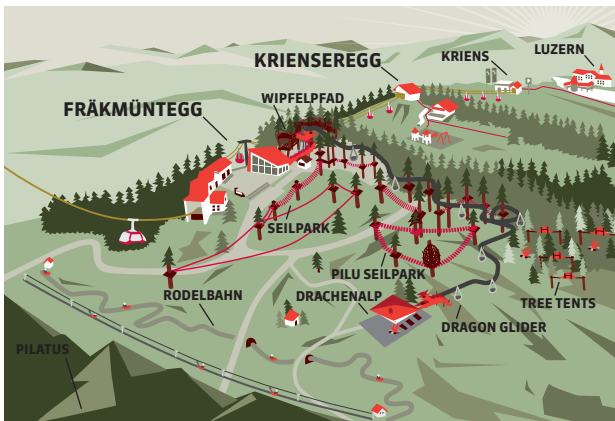 LUZERN
KRIENS
KRIENSEREGG
WIPFELPFAD
FRÄKMÜNTEGG
SEILPARK
PILU SEILPARK
RODELBAHN
DRACHENALP
TREE TENTS
DRAGON GLIDER
PILATUS